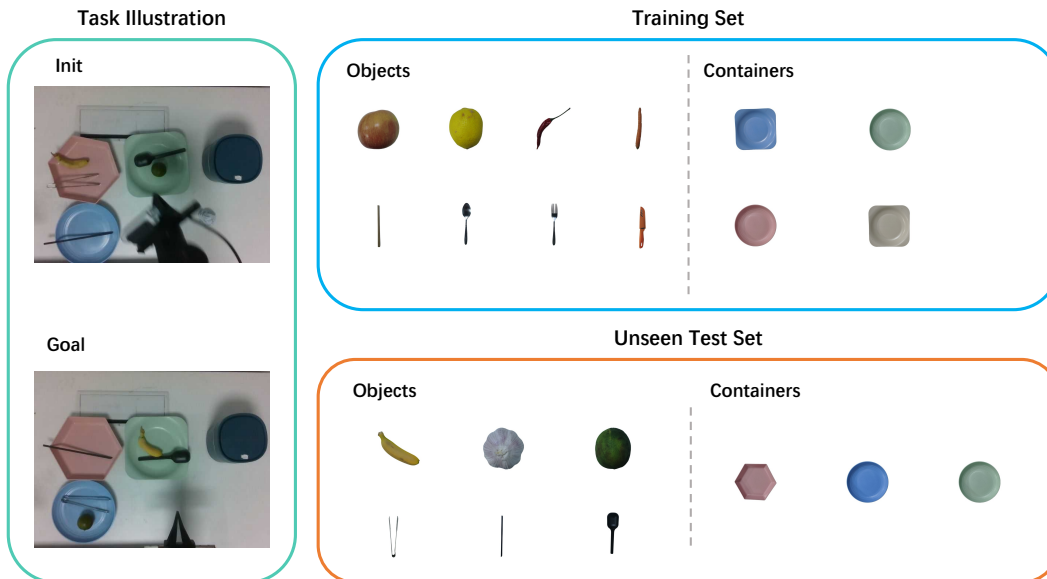 Task Illustration
Init
Goal
Training Set
Objects
Containers
Unseen Test Set
Objects
Containers